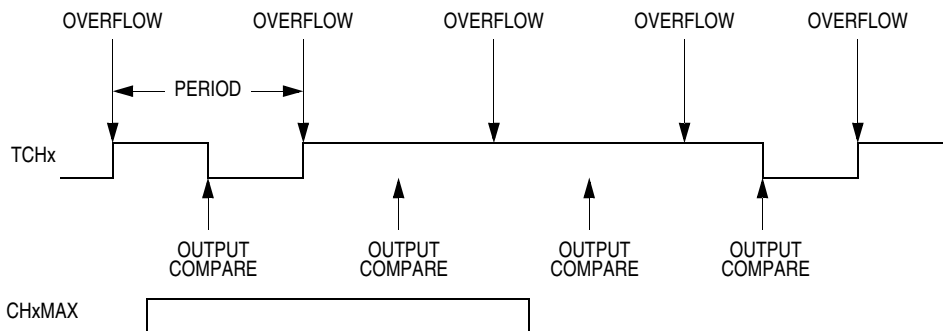 OVERFLOW OVERFLOW OVERFLOW OVERFLOW OVERFLOW
PERIOD
TCHx
OUTPUT COMPARE OUTPUT COMPARE OUTPUT COMPARE OUTPUT COMPARE
CHxMAX